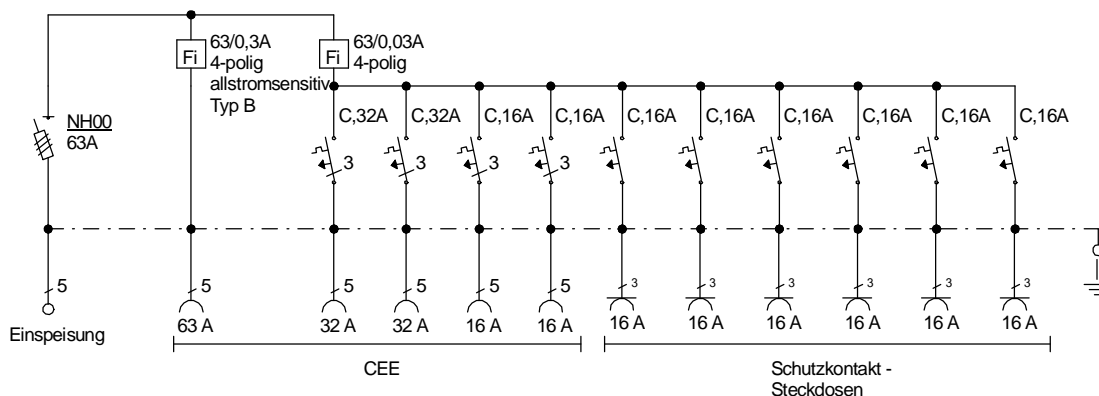 Fi
63/0,3A
4-polig
allstromsensitiv
Typ B
Fi
63/0,03A
4-polig
NH00
63A
C,32A
C,32A
C,16A
C,16A
C,16A
C,16A
C,16A
C,16A
C,16A
C,16A
3
3
3
3
5
5
5
5
5
5
3
3
3
3
3
3
Einspeisung
63 A
32 A
32 A
16 A
16 A
16 A
16 A
16 A
16 A
16 A
16 A
CEE
Schutzkontakt -
Steckdosen